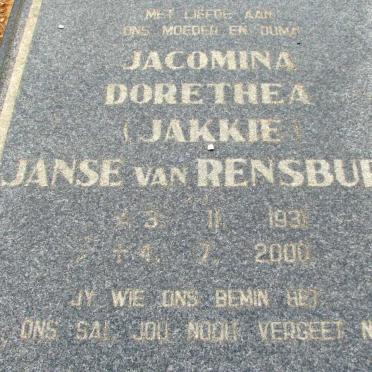 MET LIEFDE AAN
ONS MOEDER EN OUMA
JACOMINA
DORETHEA
(JAKKIE)
JANSE VAN RENSBUR
* 3. 11. 1931
† 4. 7. 2000
JY WIE ONS BEMIN HET
ONS SAL JOU NOOIT VERGEET N